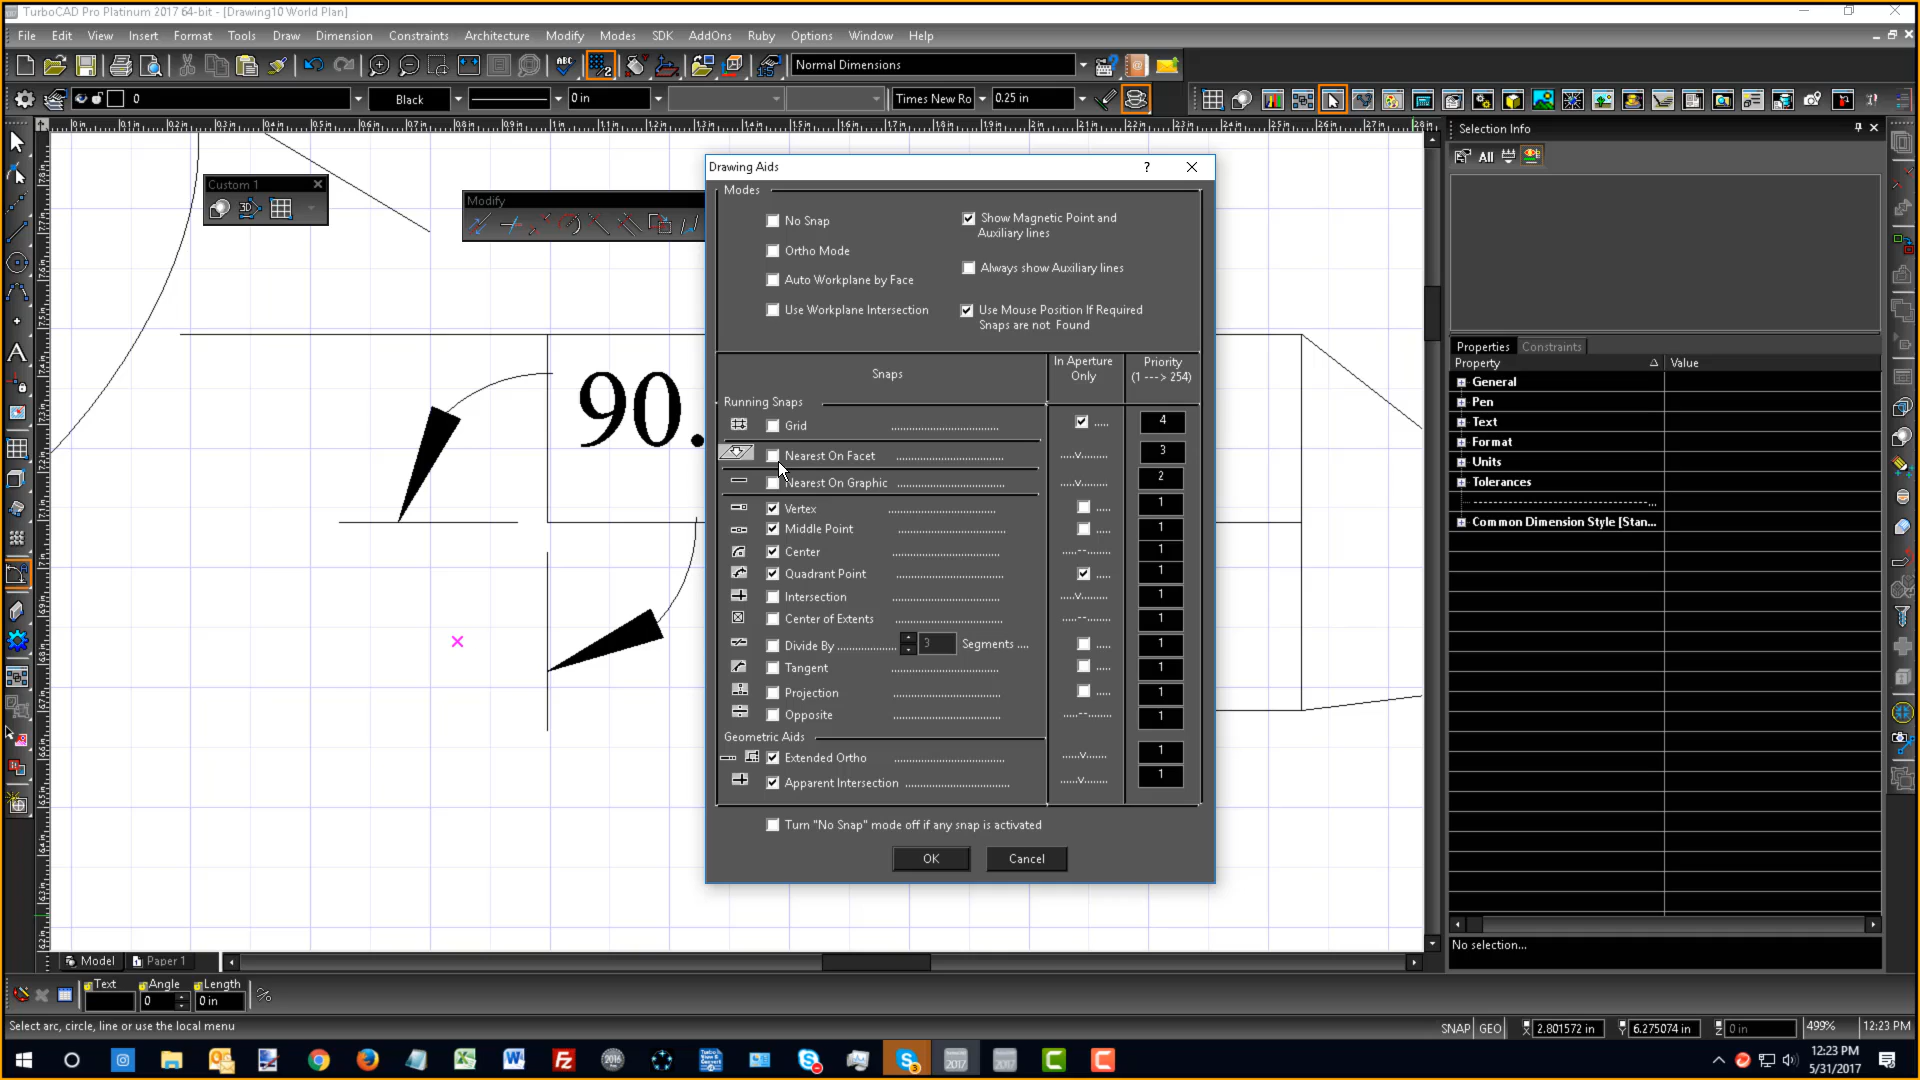 TurboCAD Pro Platinum 2017 64-bit - [Drawing10 World Plan]
File Edit View Insert Format Tools Draw Dimension Constraints Architecture Modify Modes SDK AddOns Ruby Options Window Help
Normal Dimensions
0 Black 0 in Times New Ro 0.25 in
Custom 1
Modify
90.
Drawing Aids
Modes
No Snap
Ortho Mode
Auto Workplane by Face
Use Workplane Intersection
Show Magnetic Point and
Auxiliary lines
Always show Auxiliary lines
Use Mouse Position If Required
Snaps are not Found
Snaps
In Aperture
Only
Priority
(1 ---> 254)
Running Snaps
Grid 4
Nearest On Facet 3
Nearest On Graphic 2
Vertex 1
Middle Point 1
Center 1
Quadrant Point 1
Intersection 1
Center of Extents 1
Divide By 3 Segments 1
Tangent 1
Projection 1
Opposite 1
Geometric Aids
Extended Ortho 1
Apparent Intersection 1
Turn "No Snap" mode off if any snap is activated
OK Cancel
Selection Info
All
Properties Constraints
Property Value
General
Pen
Text
Format
Units
Tolerances
Common Dimension Style [Stan...
No selection...
Model Paper 1
Text Angle Length
0 0 in
Select arc, circle, line or use the local menu
SNAP GEO X 2.801572 in Y 6.275074 in Z 0 in 499% 12:23 PM
12:23 PM
5/31/2017